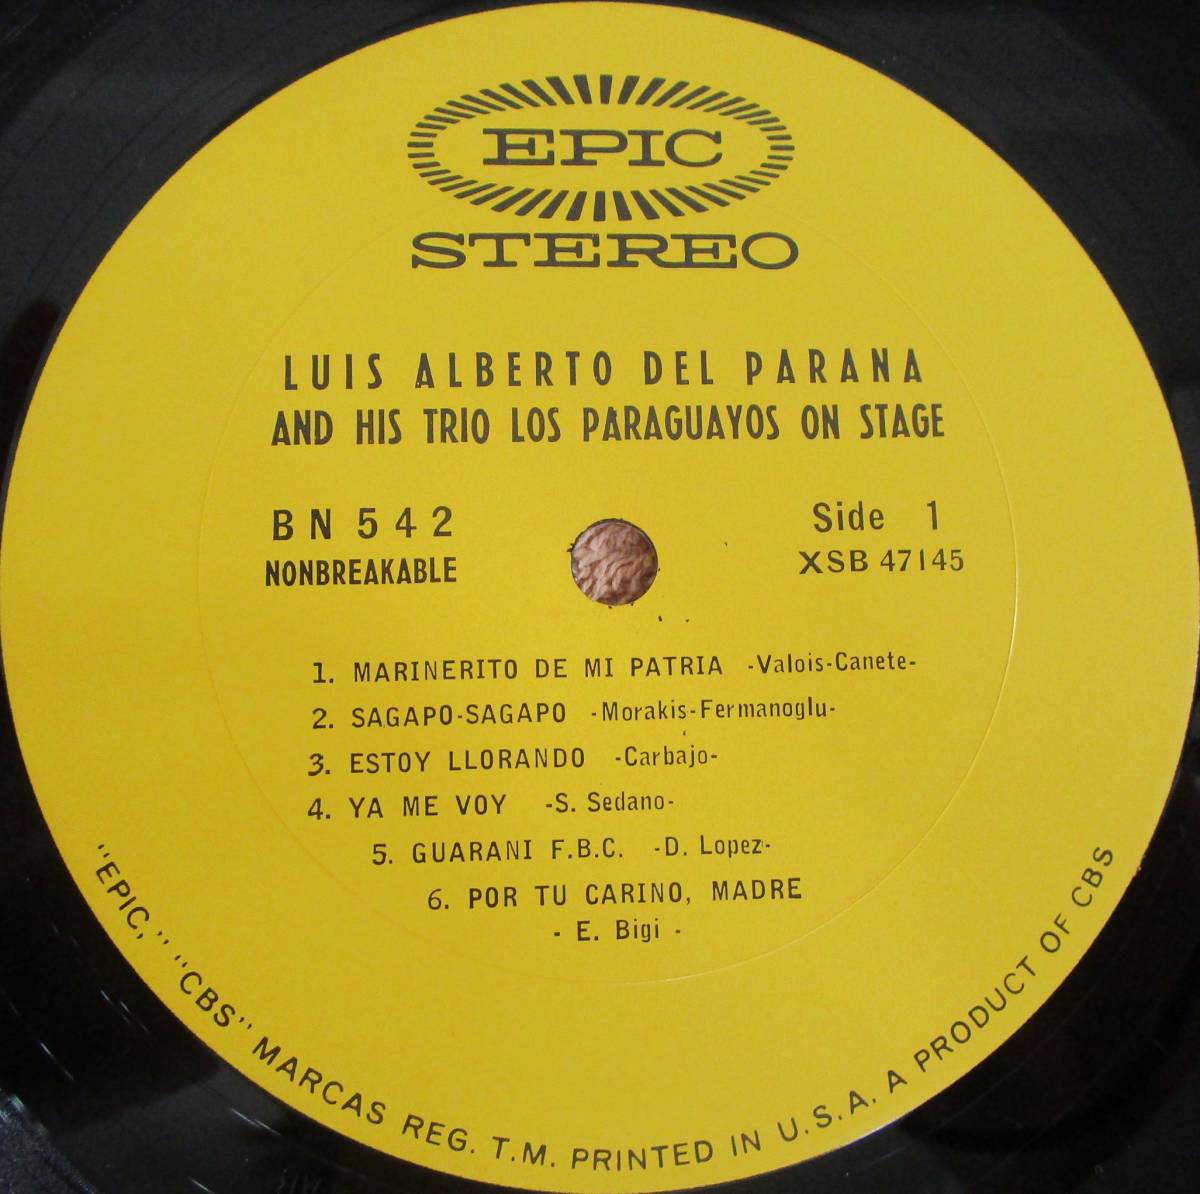 EPIC
STEREO
LUIS ALBERTO DEL PARANA
AND HIS TRIO LOS PARAGUAYOS ON STAGE
BN 542
NONBREAKABLE
Side 1
XSB 47145
1. MARINERITO DE MI PATRIA -Valois-Canete-
2. SAGAPO-SAGAPO -Morakis-Fermanoglu-
3. ESTOY LLORANDO -Carbajo-
4. YA ME VOY -S. Sedano-
5. GUARANI F.B.C. -D. Lopez-
6. POR TU CARINO, MADRE
- E. Bigi -
"EPIC," "CBS" MARCAS REG. T.M. PRINTED IN U.S.A. A PRODUCT OF CBS